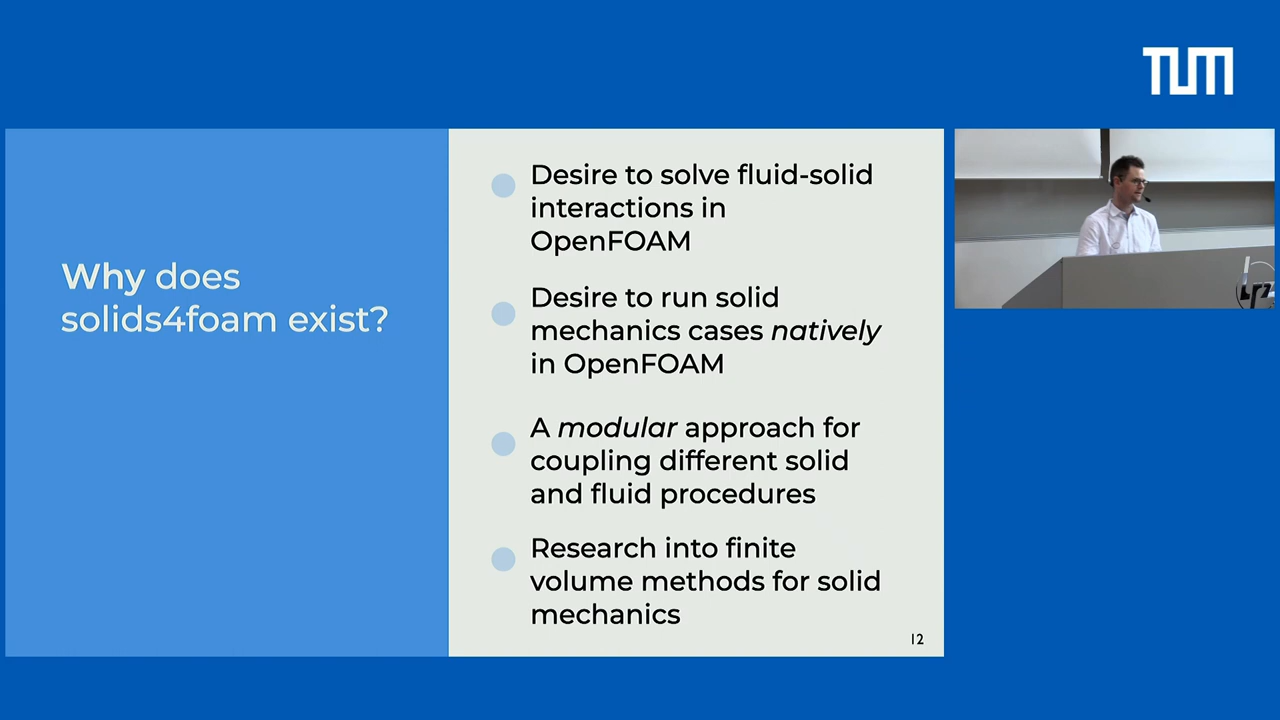 TUM
Why does
solids4foam exist?
Desire to solve fluid-solid
interactions in
OpenFOAM
Desire to run solid
mechanics cases natively
in OpenFOAM
A modular approach for
coupling different solid
and fluid procedures
Research into finite
volume methods for solid
mechanics
12